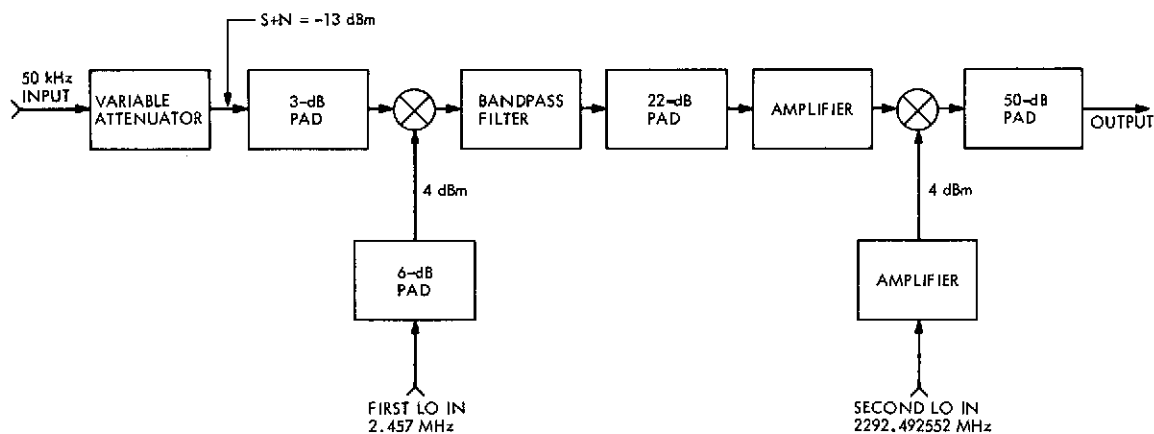 S+N = -13 dBm
50 kHz
INPUT
VARIABLE
ATTENUATOR
3-dB
PAD
BANDPASS
FILTER
22-dB
PAD
AMPLIFIER
50-dB
PAD
OUTPUT
4 dBm
4 dBm
6-dB
PAD
AMPLIFIER
FIRST LO IN
2.457 MHz
SECOND LO IN
2292.492552 MHz